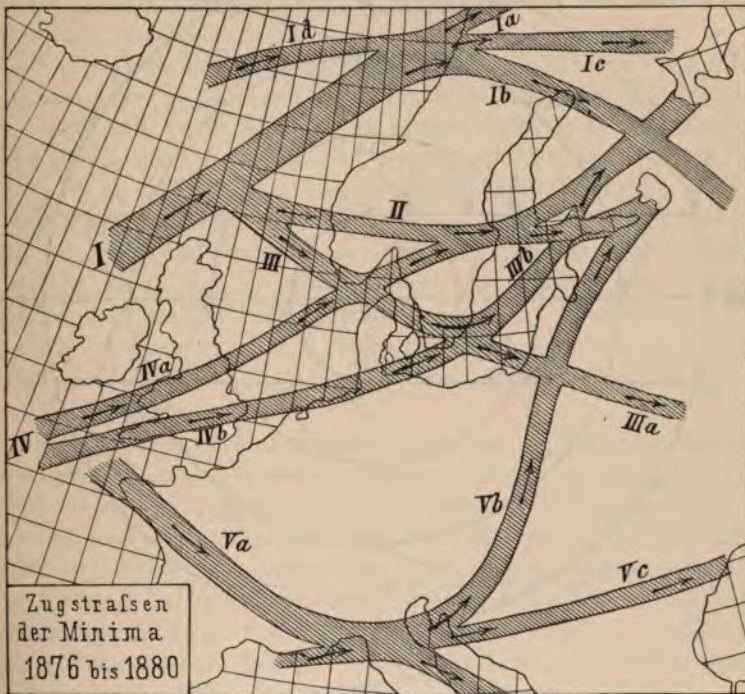 Id
Ia
Ic
Ib
I
II
III
IIIb
IVa
IV
IVb
IIIa
Va
Vb
Vc
Zugstraſsen
der Minima
1876 bis 1880